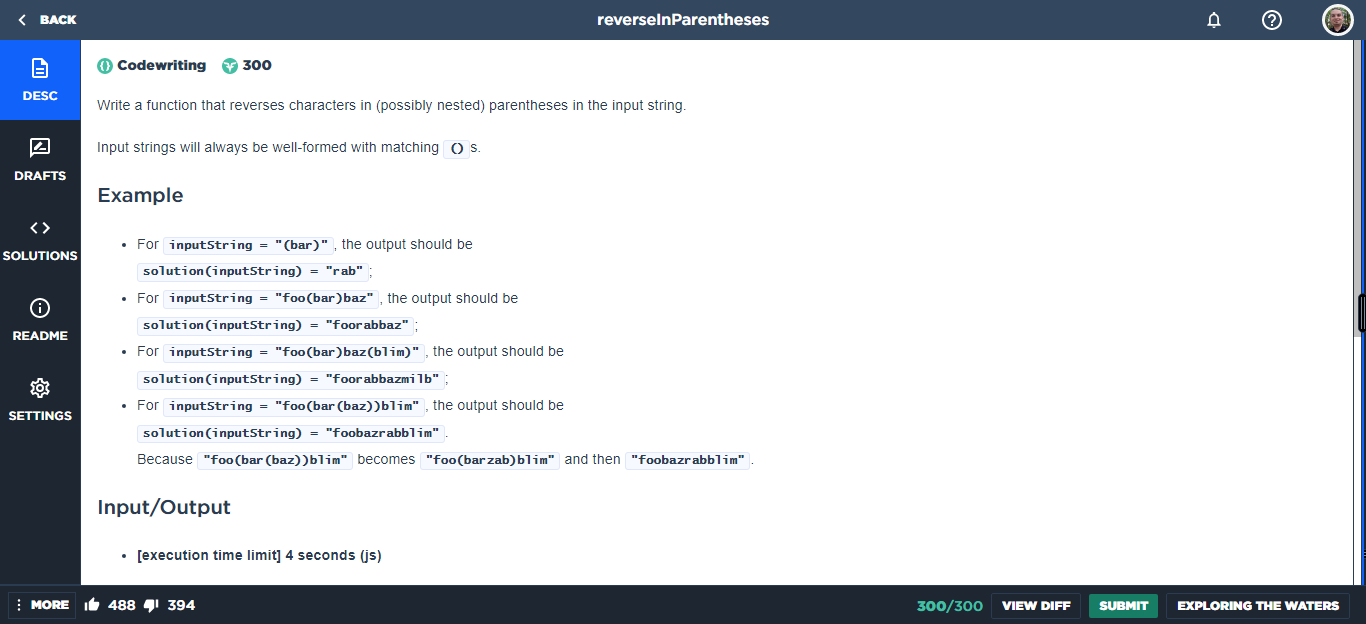 BACK
reverseInParentheses
DESC
DRAFTS
SOLUTIONS
README
SETTINGS
Codewriting 300
Write a function that reverses characters in (possibly nested) parentheses in the input string.
Input strings will always be well-formed with matching () s.
Example
• For inputString = "(bar)" , the output should be
solution(inputString) = "rab" ;
• For inputString = "foo(bar)baz" , the output should be
solution(inputString) = "foorabbaz" ;
• For inputString = "foo(bar)baz(blim)" , the output should be
solution(inputString) = "foorabbazmilb" ;
• For inputString = "foo(bar(baz))blim" , the output should be
solution(inputString) = "foobazrabblim" .
Because "foo(bar(baz))blim" becomes "foo(barzab)blim" and then "foobazrabblim" .
Input/Output
• [execution time limit] 4 seconds (js)
MORE 488 394 300/300 VIEW DIFF SUBMIT EXPLORING THE WATERS